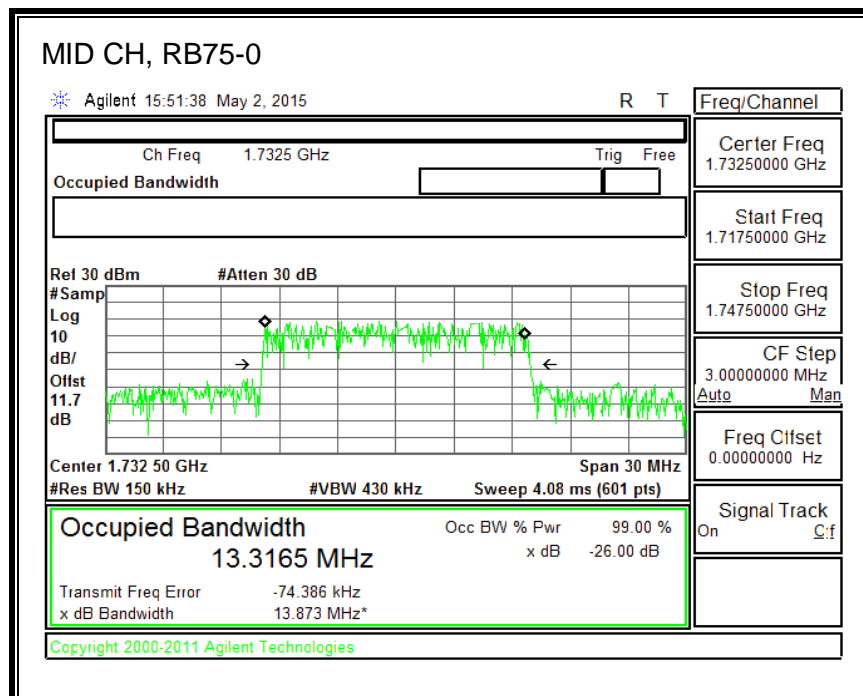 MID CH, RB75-0
Agilent 15:51:38 May 2, 2015 R T
Freq/Channel
Ch Freq 1.7325 GHz Trig Free
Occupied Bandwidth
Center Freq
1.73250000 GHz
Start Freq
1.71750000 GHz
Stop Freq
1.74750000 GHz
CF Step
3.00000000 MHz
Auto Man
Freq Offset
0.00000000 Hz
Signal Track
On Off
Ref 30 dBm #Atten 30 dB
#Samp
Log
10
dB/
Offst
11.7
dB
Center 1.732 50 GHz Span 30 MHz
#Res BW 150 kHz #VBW 430 kHz Sweep 4.08 ms (601 pts)
Occupied Bandwidth Occ BW % Pwr 99.00 %
13.3165 MHz x dB -26.00 dB
Transmit Freq Error -74.386 kHz
x dB Bandwidth 13.873 MHz*
Copyright 2000-2011 Agilent Technologies